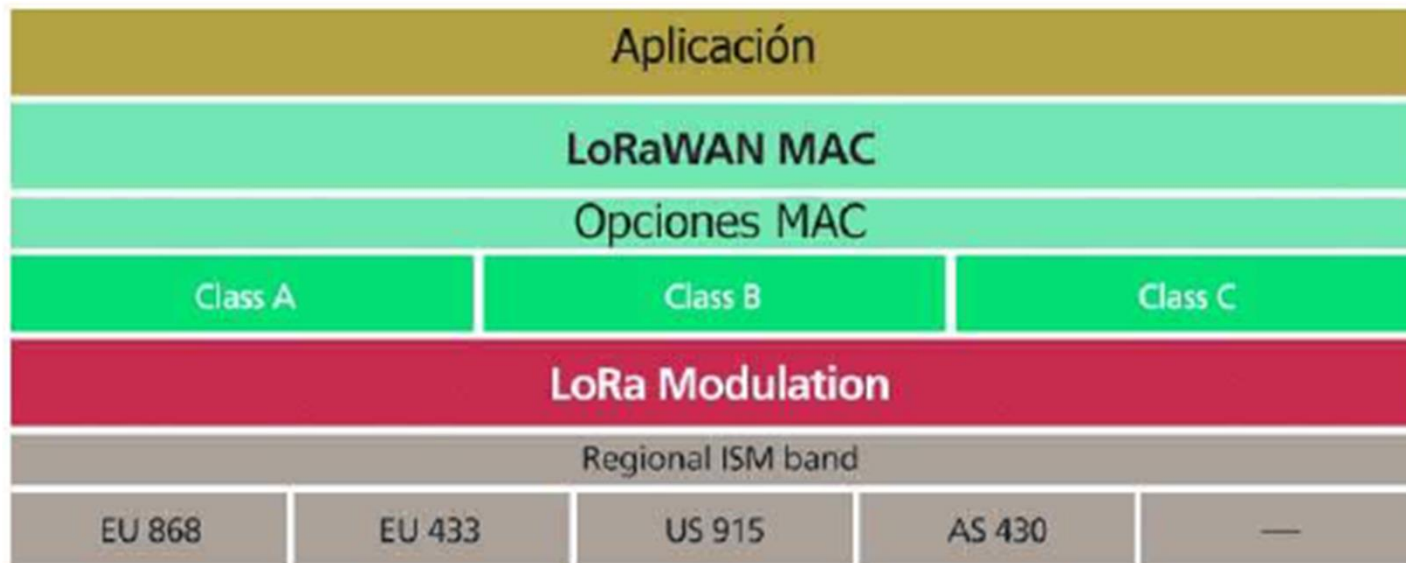 Aplicación
LoRaWAN MAC
Opciones MAC
Class A Class B Class C
LoRa Modulation
Regional ISM band
EU 868 EU 433 US 915 AS 430 —